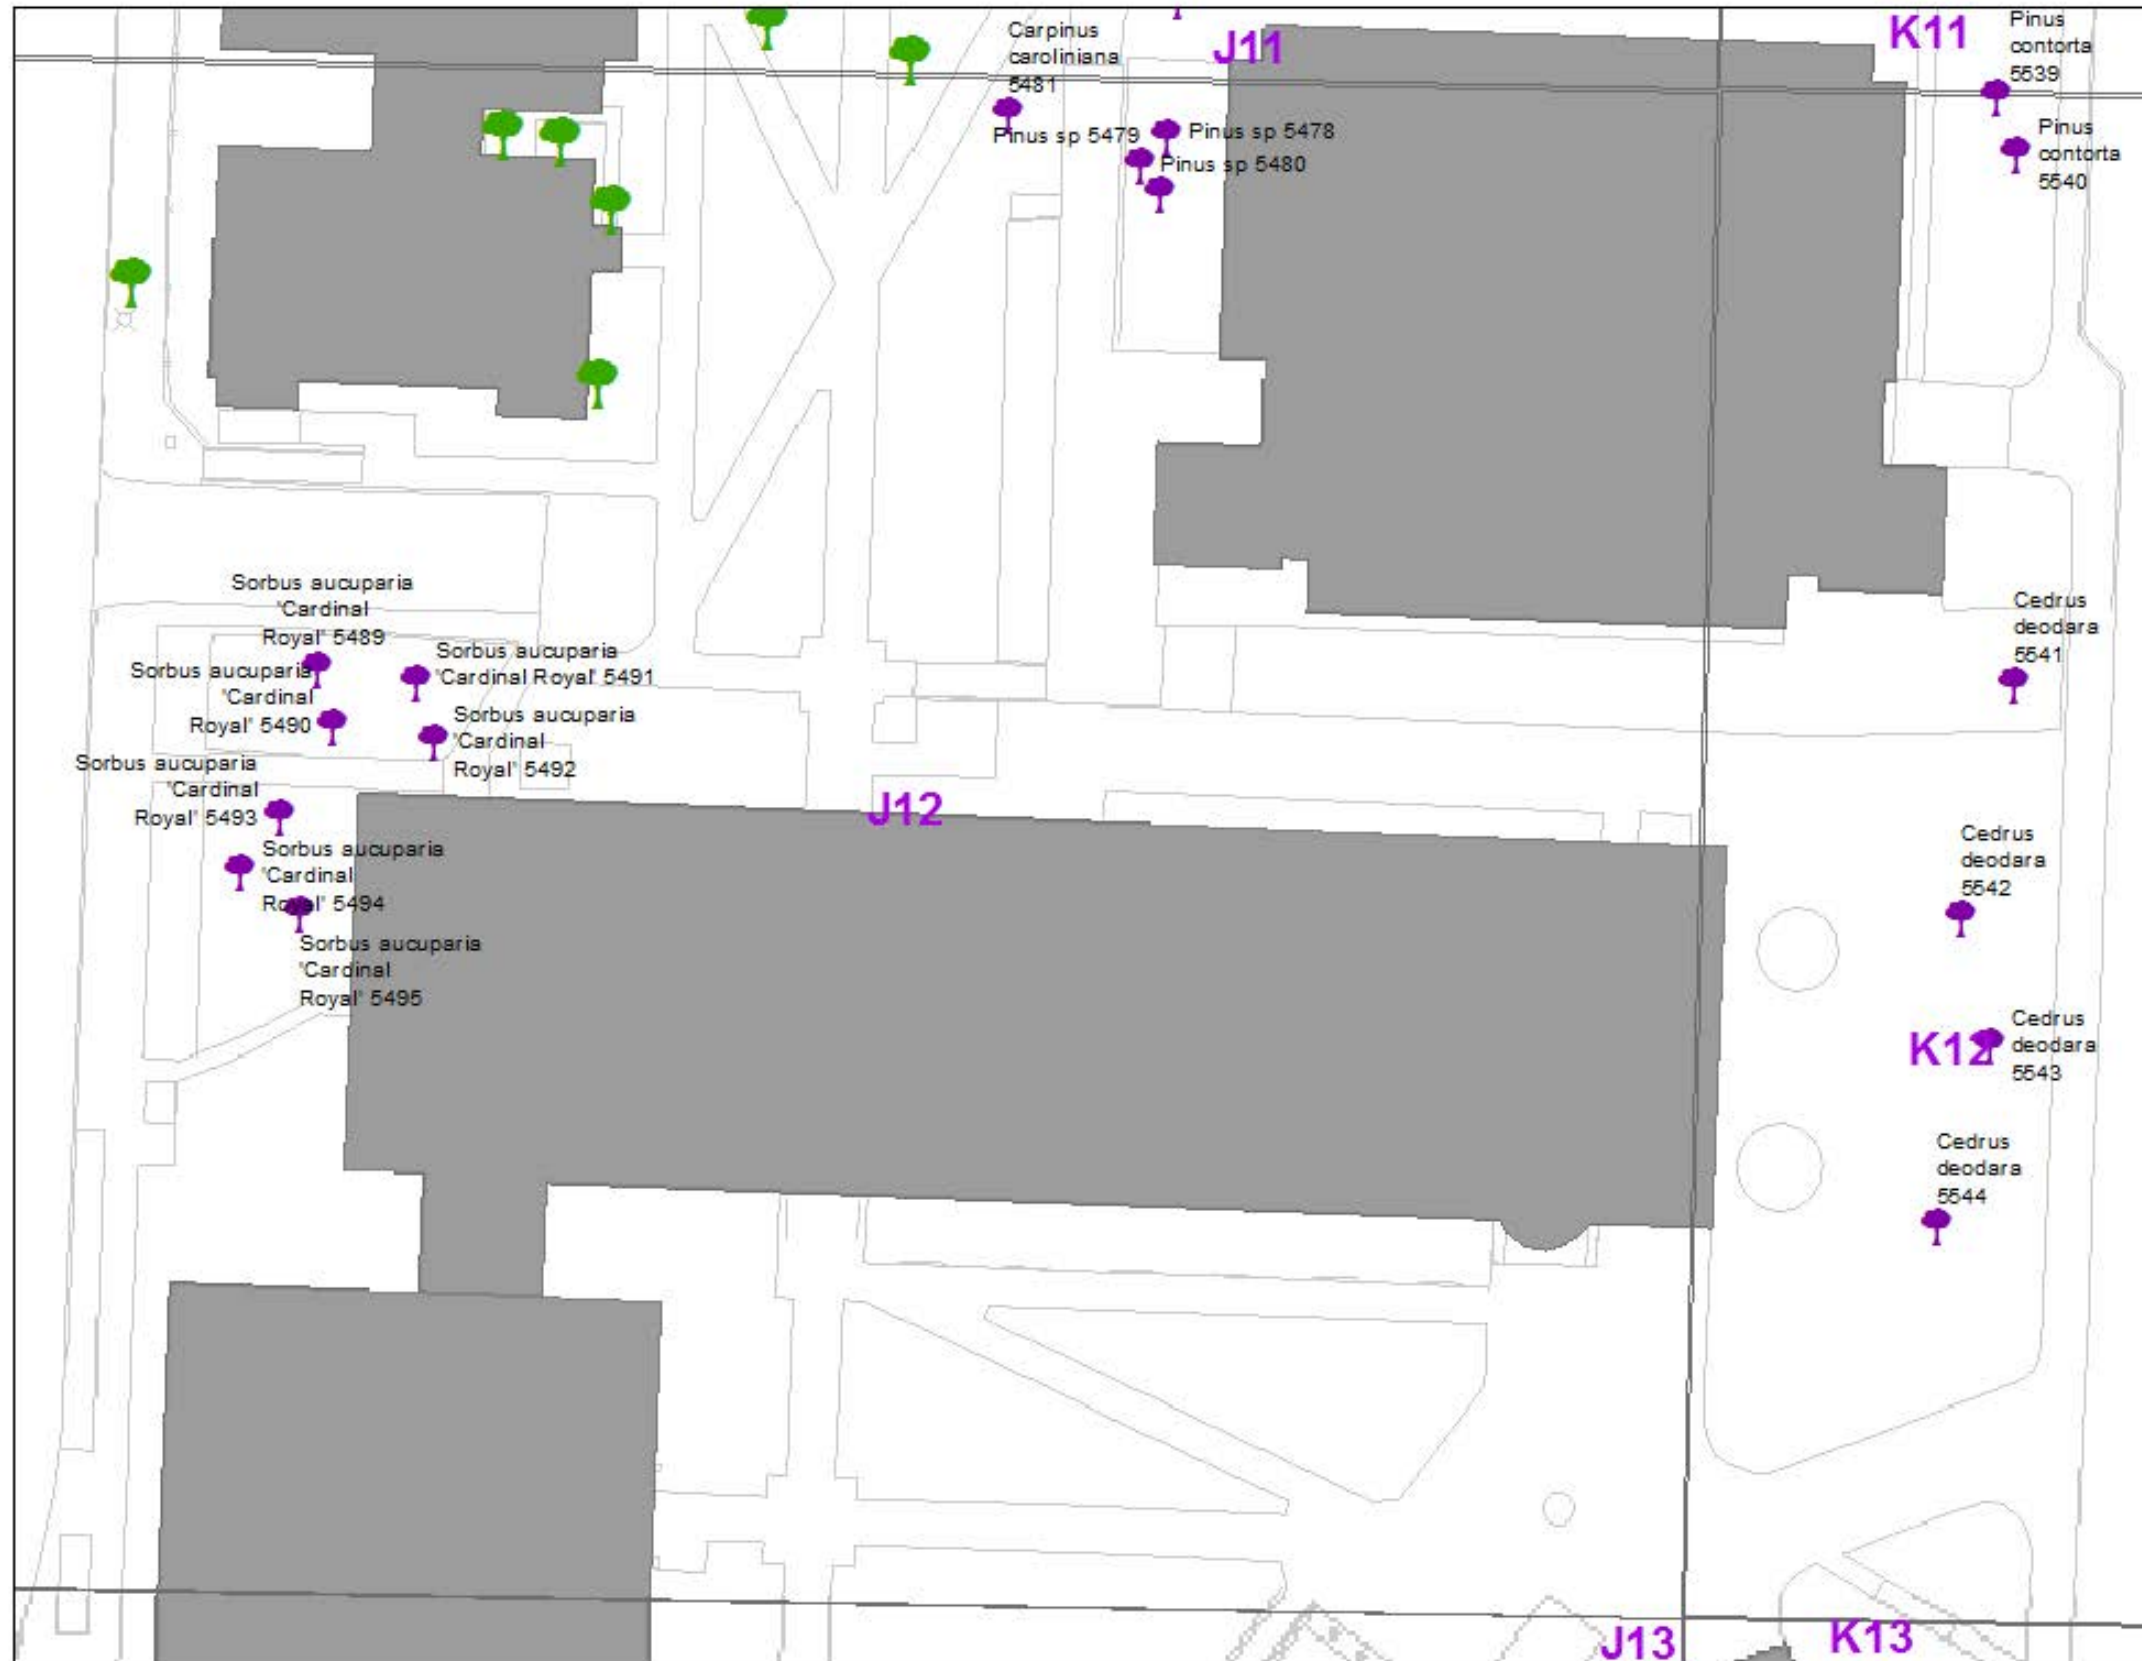 Carpinus
caroliniana
5481
J11
K11
Pinus
contorta
5539
Pinus sp 5479
Pinus sp 5478
Pinus sp 5480
Pinus
contorta
5540
Sorbus aucuparia
'Cardinal
Royal' 5489
Sorbus aucuparia
'Cardinal
Royal' 5490
Sorbus aucuparia
'Cardinal Royal' 5491
Sorbus aucuparia
'Cardinal
Royal' 5492
Sorbus aucuparia
'Cardinal
Royal' 5493
Sorbus aucuparia
'Cardinal
Royal' 5494
Sorbus aucuparia
'Cardinal
Royal' 5495
J12
Cedrus
deodara
5541
Cedrus
deodara
5542
K12
Cedrus
deodara
5543
Cedrus
deodara
5544
J13
K13